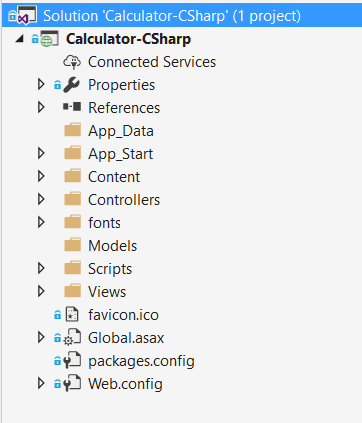 Solution 'Calculator-CSharp' (1 project)
Calculator-CSharp
Connected Services
Properties
References
App_Data
App_Start
Content
Controllers
fonts
Models
Scripts
Views
favicon.ico
Global.asax
packages.config
Web.config